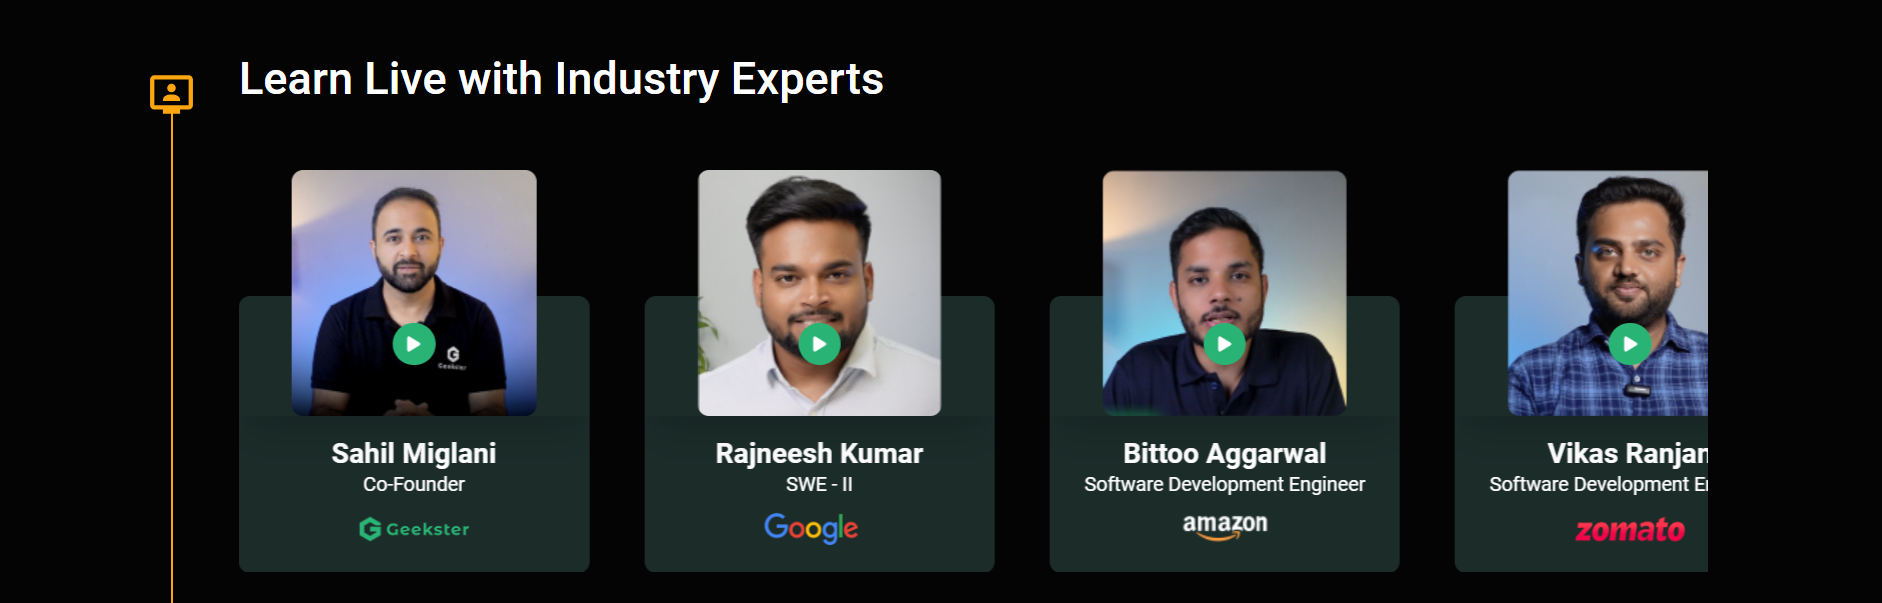 Learn Live with Industry Experts
Geekster
Sahil Miglani
Co-Founder
Geekster
Rajneesh Kumar
SWE - II
Google
Bittoo Aggarwal
Software Development Engineer
amazon
Vikas Ranjan
Software Development
zomato